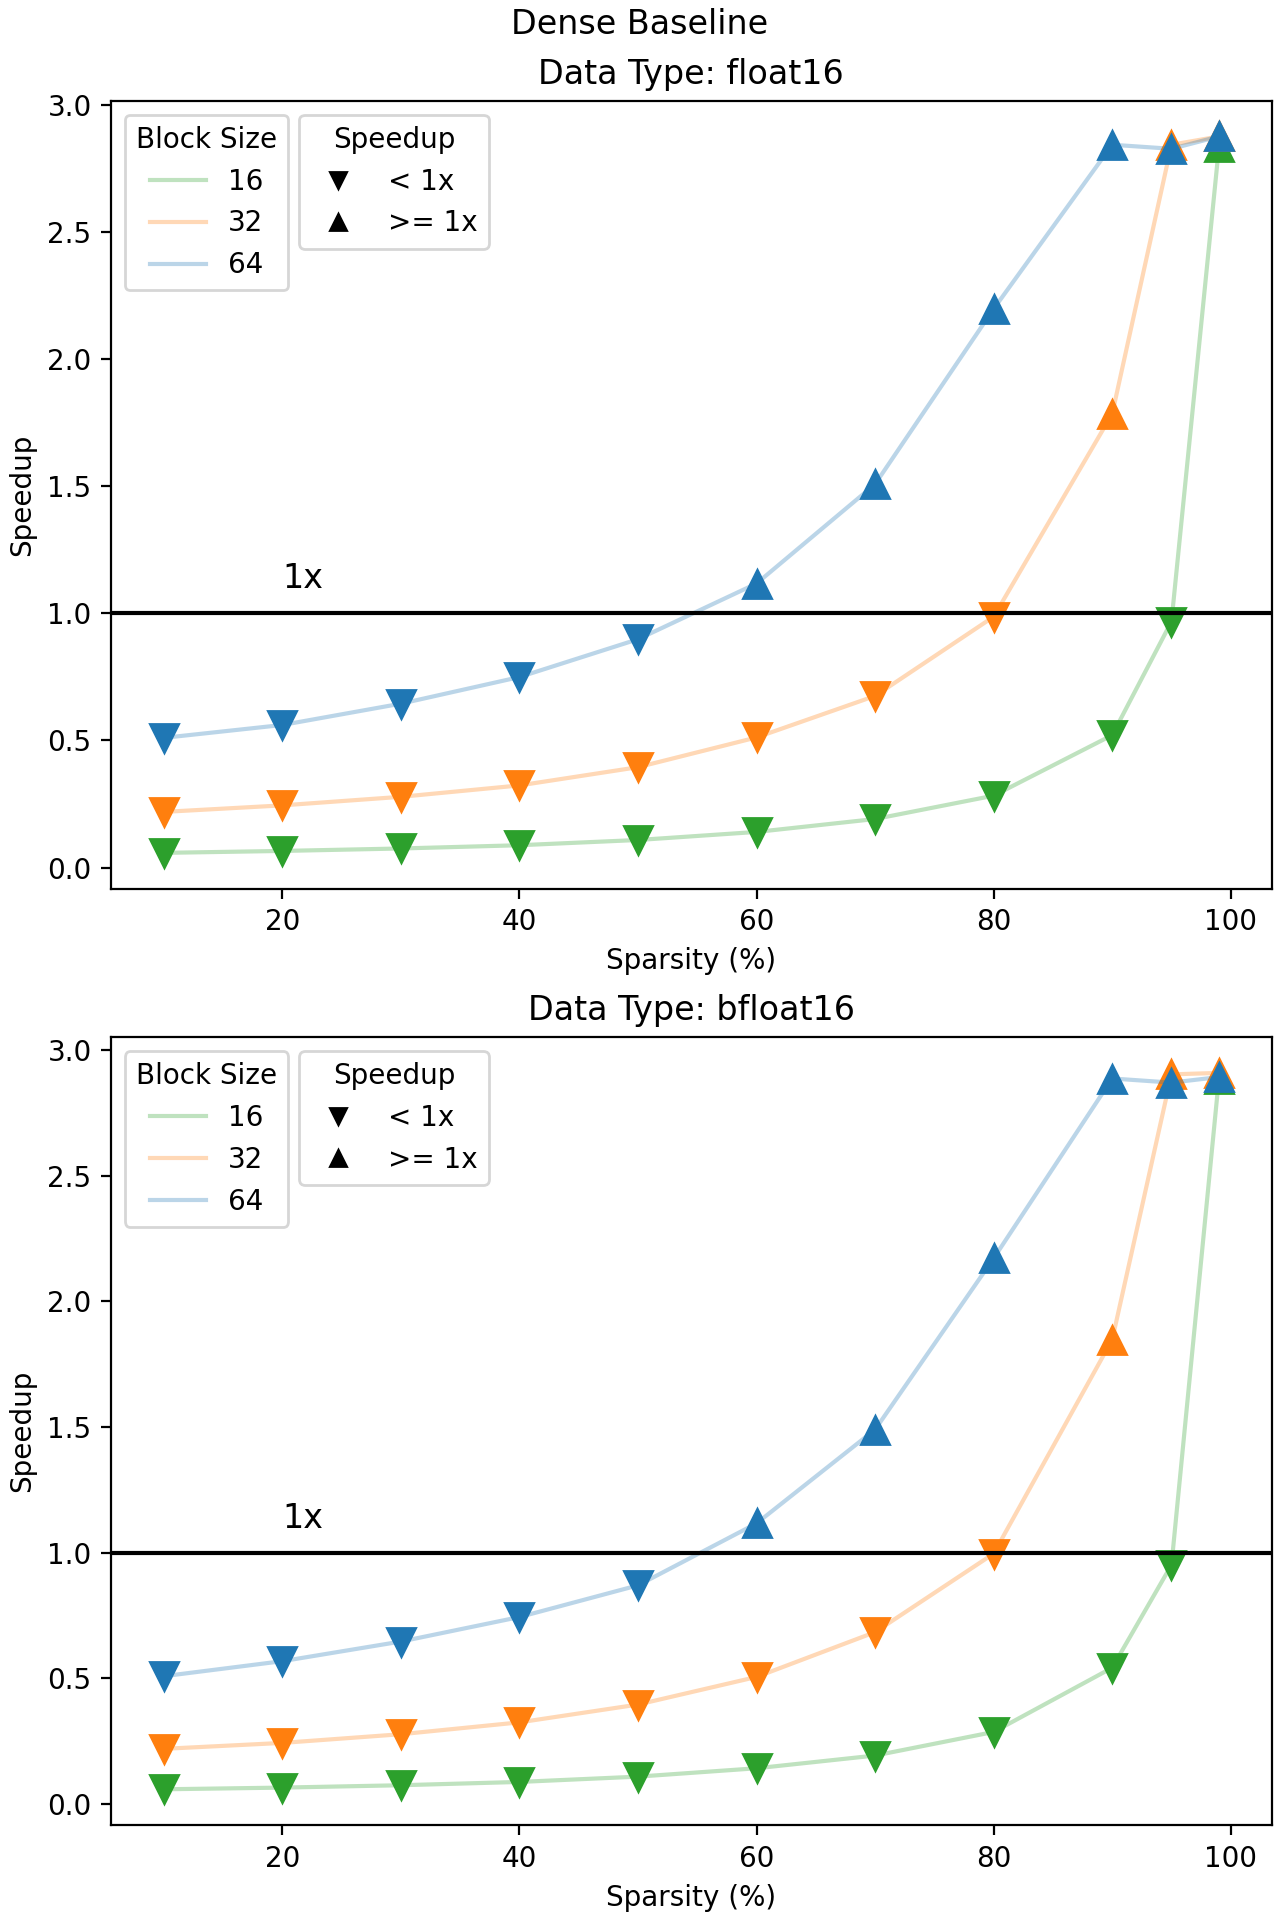 Dense Baseline
Data Type: float16
Block Size
16
32
64
Speedup
< 1x
>= 1x
3.0
2.5
2.0
1.5
1.0
0.5
0.0
Speedup
1x
20
40
60
80
100
Sparsity (%)
Data Type: bfloat16
Block Size
16
32
64
Speedup
< 1x
>= 1x
3.0
2.5
2.0
1.5
1.0
0.5
0.0
Speedup
1x
20
40
60
80
100
Sparsity (%)